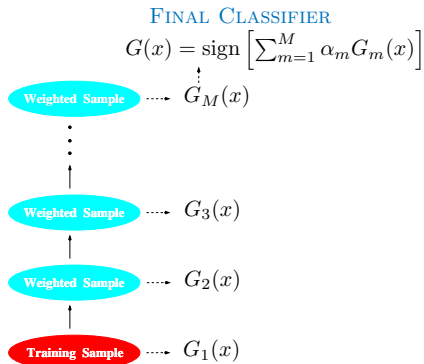 FINAL CLASSIFIER
G(x) = sign [∑_{m=1}^{M} α_m G_m(x)]
Weighted Sample G_M(x)
Weighted Sample G_3(x)
Weighted Sample G_2(x)
Training Sample G_1(x)